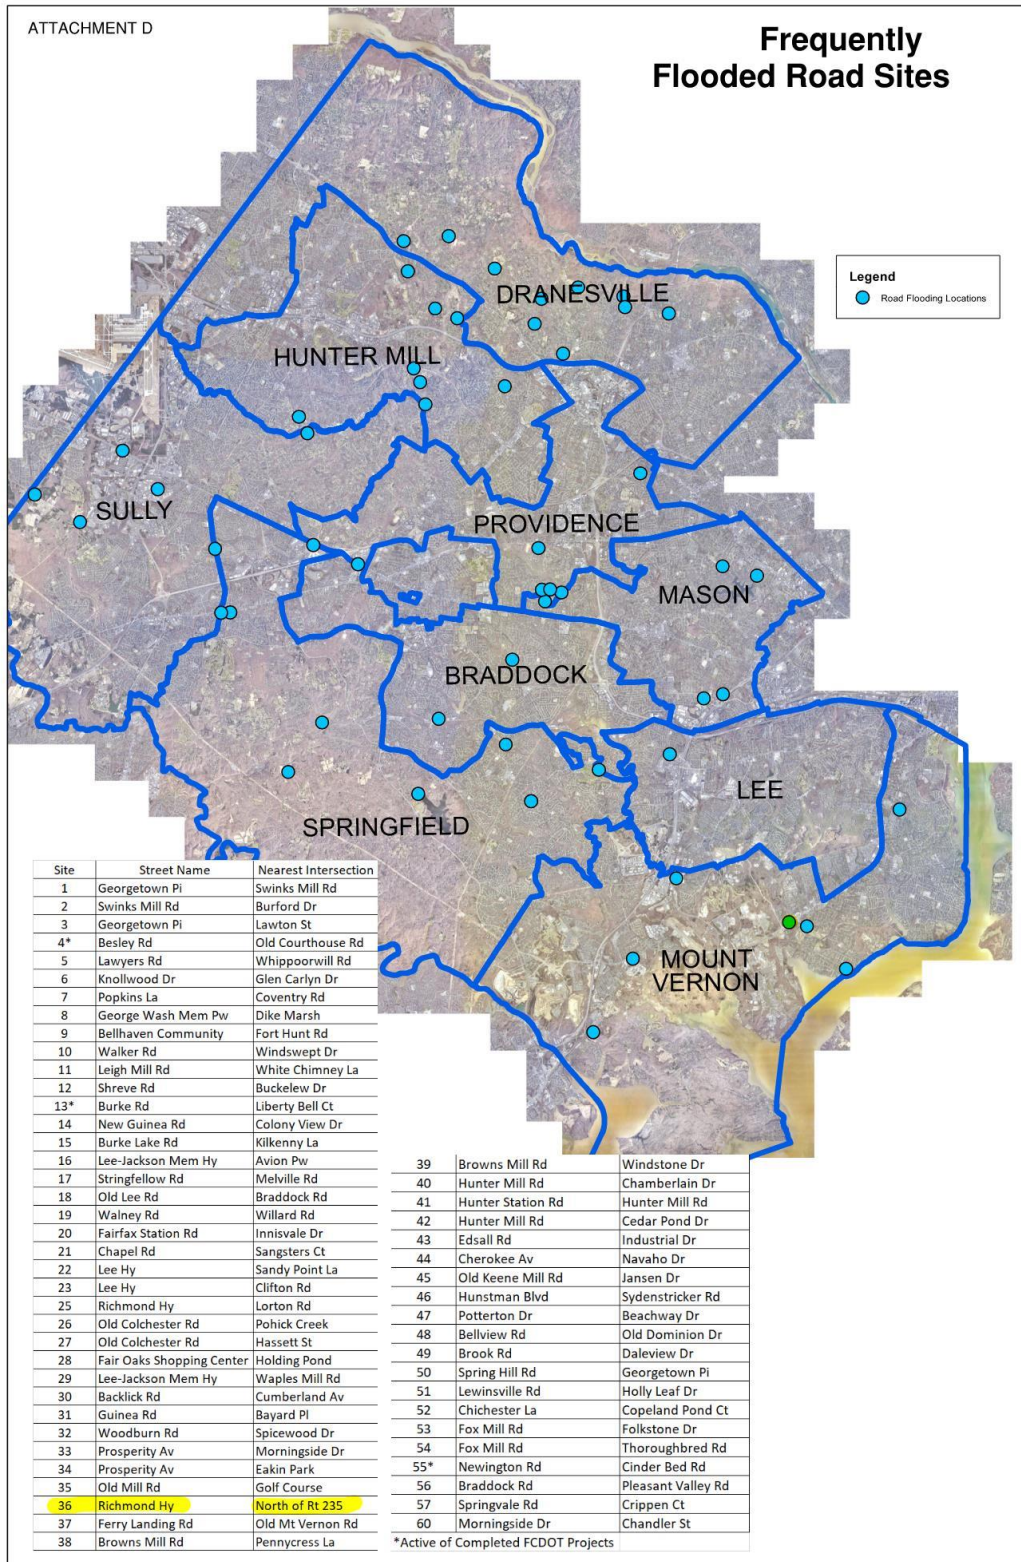 ATTACHMENT D
Frequently
Flooded Road Sites
Legend
Road Flooding Locations
DRANESVILLE
HUNTER MILL
SULLY
PROVIDENCE
MASON
BRADDOCK
LEE
SPRINGFIELD
MOUNT
VERNON
Site Street Name Nearest Intersection
1 Georgetown Pi Swinks Mill Rd
2 Swinks Mill Rd Burford Dr
3 Georgetown Pi Lawton St
4* Besley Rd Old Courthouse Rd
5 Lawyers Rd Whippoorwill Rd
6 Knollwood Dr Glen Carlyn Dr
7 Popkins La Coventry Rd
8 George Wash Mem Pw Dike Marsh
9 Bellhaven Community Fort Hunt Rd
10 Walker Rd Windswept Dr
11 Leigh Mill Rd White Chimney La
12 Shreve Rd Buckelew Dr
13* Burke Rd Liberty Bell Ct
14 New Guinea Rd Colony View Dr
15 Burke Lake Rd Kilkenny La
16 Lee-Jackson Mem Hy Avion Pw
17 Stringfellow Rd Melville Rd
18 Old Lee Rd Braddock Rd
19 Walney Rd Willard Rd
20 Fairfax Station Rd Innisvale Dr
21 Chapel Rd Sangsters Ct
22 Lee Hy Sandy Point La
23 Lee Hy Clifton Rd
25 Richmond Hy Lorton Rd
26 Old Colchester Rd Pohick Creek
27 Old Colchester Rd Hassett St
28 Fair Oaks Shopping Center Holding Pond
29 Lee-Jackson Mem Hy Waples Mill Rd
30 Backlick Rd Cumberland Av
31 Guinea Rd Bayard Pl
32 Woodburn Rd Spicewood Dr
33 Prosperity Av Morningside Dr
34 Prosperity Av Eakin Park
35 Old Mill Rd Golf Course
36 Richmond Hy North of Rt 235
37 Ferry Landing Rd Old Mt Vernon Rd
38 Browns Mill Rd Pennycress La
39 Browns Mill Rd Windstone Dr
40 Hunter Mill Rd Chamberlain Dr
41 Hunter Station Rd Hunter Mill Rd
42 Hunter Mill Rd Cedar Pond Dr
43 Edsall Rd Industrial Dr
44 Cherokee Av Navaho Dr
45 Old Keene Mill Rd Jansen Dr
46 Hunstman Blvd Sydenstricker Rd
47 Potterton Dr Beachway Dr
48 Bellview Rd Old Dominion Dr
49 Brook Rd Daleview Dr
50 Spring Hill Rd Georgetown Pi
51 Lewinsville Rd Holly Leaf Dr
52 Chichester La Copeland Pond Ct
53 Fox Mill Rd Folkstone Dr
54 Fox Mill Rd Thoroughbred Rd
55* Newington Rd Cinder Bed Rd
56 Braddock Rd Pleasant Valley Rd
57 Springvale Rd Crippen Ct
60 Morningside Dr Chandler St
*Active of Completed FCDOT Projects